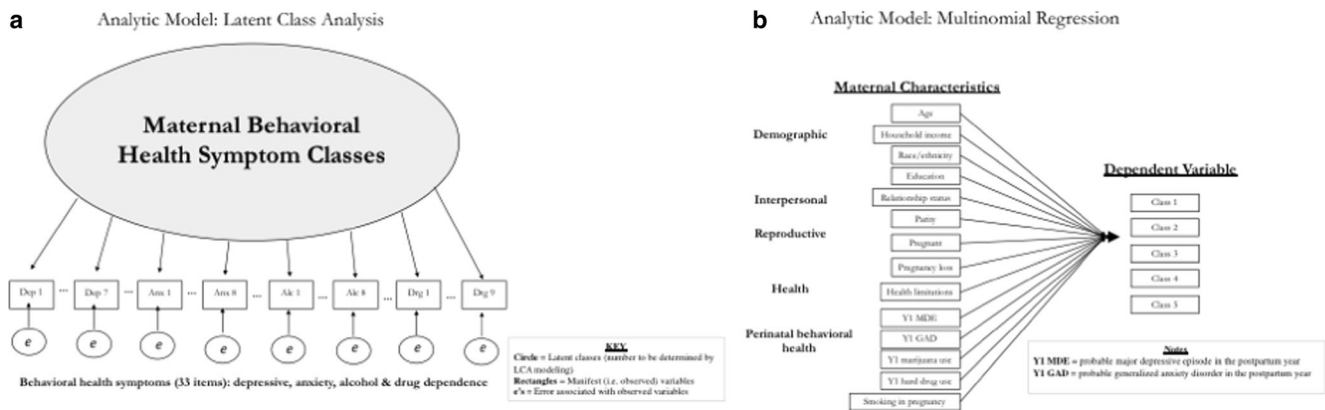 a
Analytic Model: Latent Class Analysis
Maternal Behavioral
Health Symptom Classes
Dep 1 ... Dep 7 ... Anx 1 ... Anx 8 ... Alc 1 ... Alc 8 ... Drg 1 ... Drg 9
e e e e e e e e
Behavioral health symptoms (33 items): depressive, anxiety, alcohol & drug dependence
KEY
Circle = Latent classes (number to be determined by
LCA modeling)
Rectangles = Manifest (i.e. observed) variables
e's = Error associated with observed variables
b
Analytic Model: Multinomial Regression
Maternal Characteristics
Demographic
Age
Household income
Race/ethnicity
Education
Interpersonal
Relationship status
Reproductive
Parity
Pregnant
Pregnancy loss
Health
Health limitations
Perinatal behavioral
health
Y1 MDE
Y1 GAD
Y1 marijuana use
Y1 hard drug use
Smoking in pregnancy
Dependent Variable
Class 1
Class 2
Class 3
Class 4
Class 5
Notes
Y1 MDE = probable major depressive episode in the postpartum year
Y1 GAD = probable generalized anxiety disorder in the postpartum year